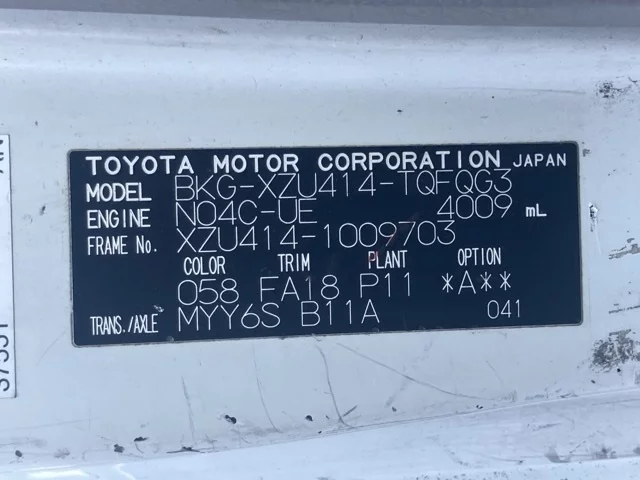 TOYOTA MOTOR CORPORATION JAPAN
MODEL BKG-XZU414-TQFQG3
ENGINE N04C-UE 4009 mL
FRAME No. XZU414-1009703
COLOR TRIM PLANT OPTION
058 FA18 P11 *A**
TRANS./AXLE MYY6S B11A 041